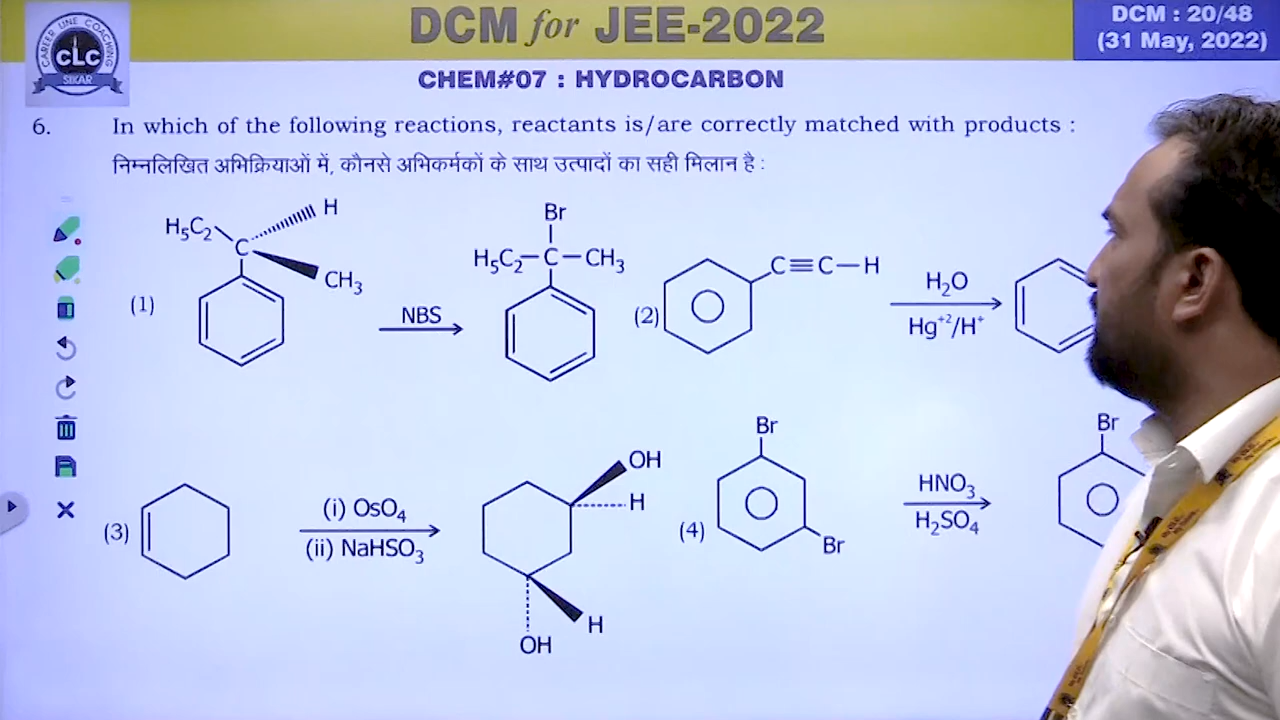 DCM for JEE-2022
DCM : 20/48
(31 May, 2022)
CAREER LINE COACHING
CLC
SIKAR
CHEM#07 : HYDROCARBON
6. In which of the following reactions, reactants is/are correctly matched with products :
निम्नलिखित अभिक्रियाओं में, कौनसे अभिकर्मकों के साथ उत्पादों का सही मिलान है :
(1) H₅C₂ C H CH₃
NBS
Br
H₅C₂—C—CH₃
(2) C≡C—H
H₂O
Hg⁺²/H⁺
(3)
(i) OsO₄
(ii) NaHSO₃
OH
H
H
OH
(4) Br
Br
HNO₃
H₂SO₄
Br